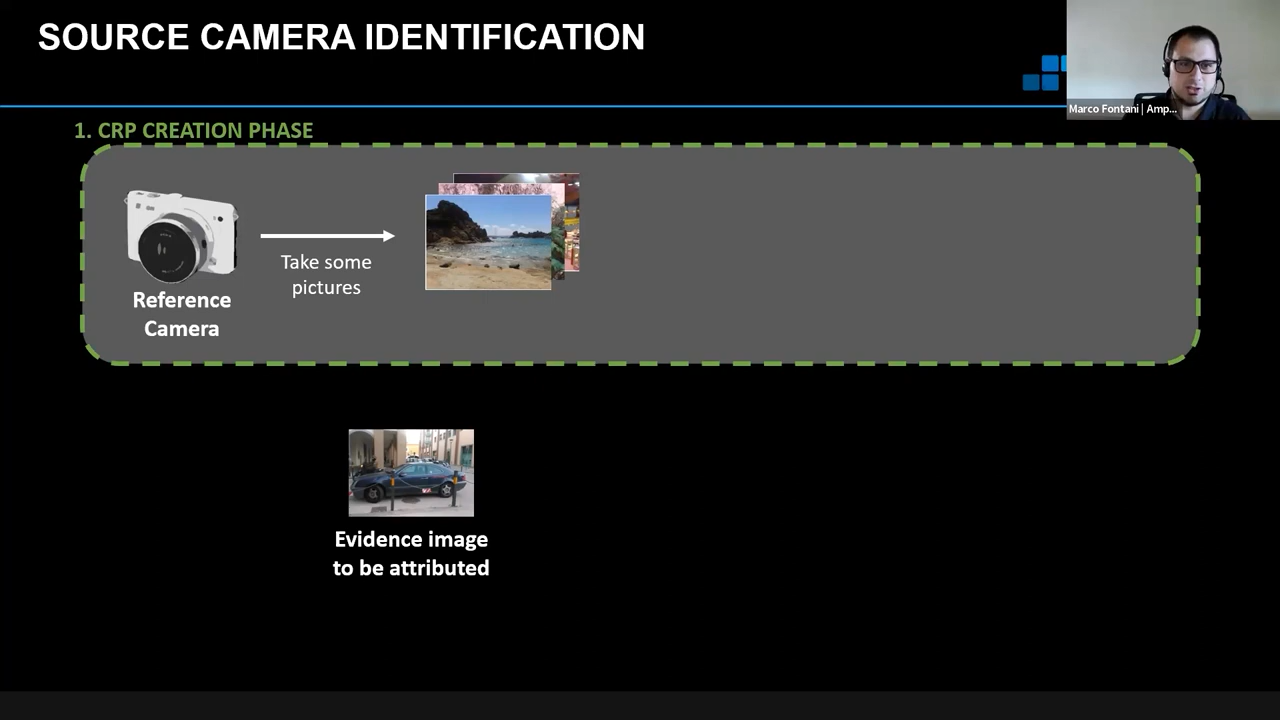 SOURCE CAMERA IDENTIFICATION
Marco Fontani | Amp...
1. CRP CREATION PHASE
Take some
pictures
Reference
Camera
Evidence image
to be attributed